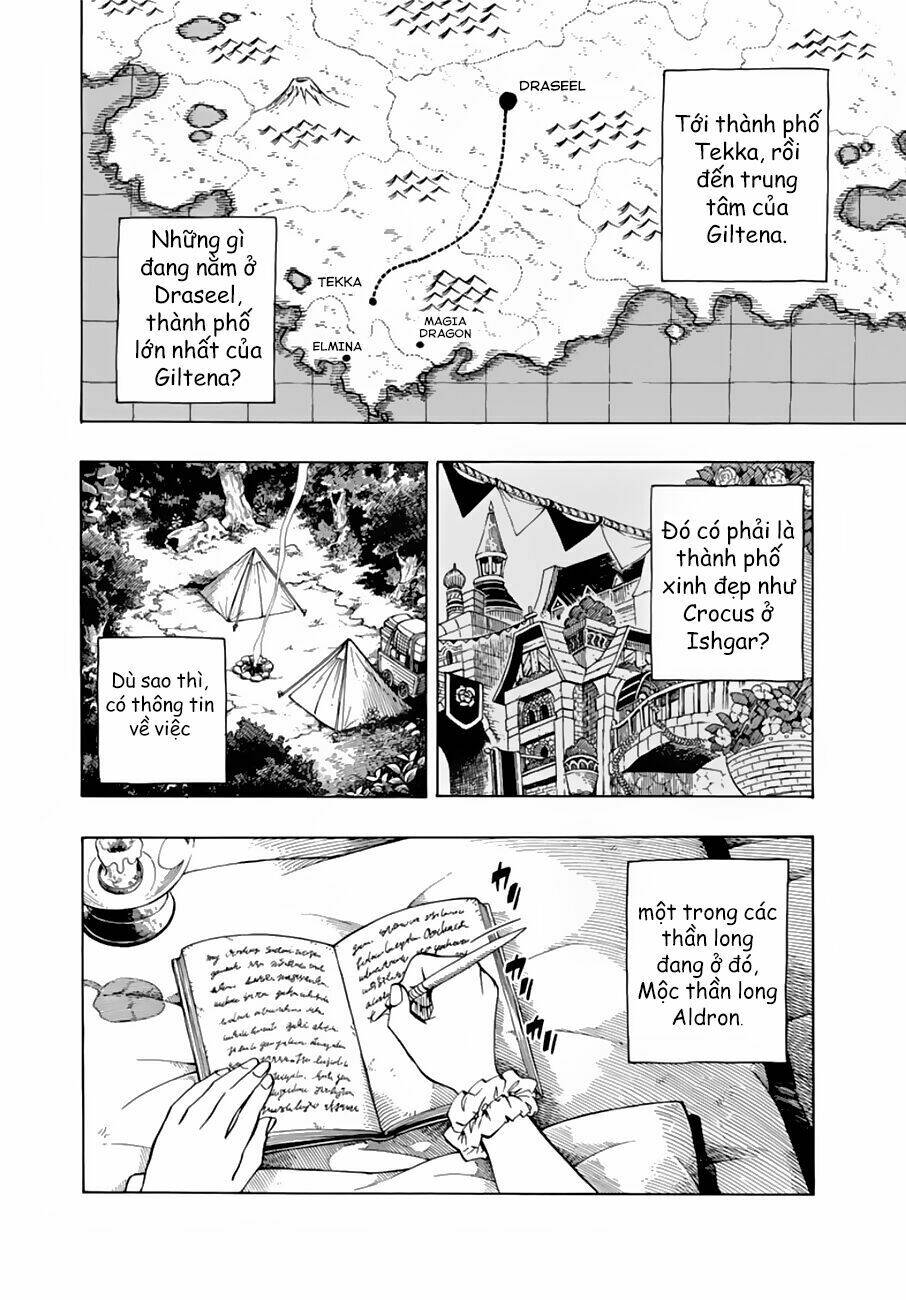 DRASEEL
Tới thành phố
Tekka, rồi
đến trung
tâm của
Giltena.
Những gì
đang nằm ở
Draseel,
thành phố
lớn nhất của
Giltena?
TEKKA
ELMINA
MAGIA
DRAGON
Đó có phải là
thành phố
xinh đẹp như
Crocus ở
Ishgar?
Dù sao thì,
có thông tin
về việc
một trong các
thần long
đang ở đó,
Mộc thần long
Aldron.